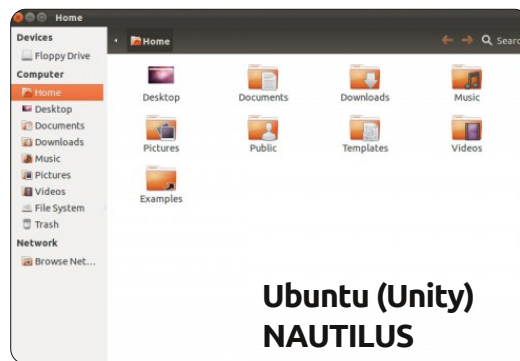 Home
Devices
Floppy Drive
Computer
Home
Desktop
Documents
Downloads
Music
Pictures
Videos
File System
Trash
Network
Browse Net...
Home
Searc
Desktop
Documents
Downloads
Music
Pictures
Public
Templates
Videos
Examples
Ubuntu (Unity)
NAUTILUS